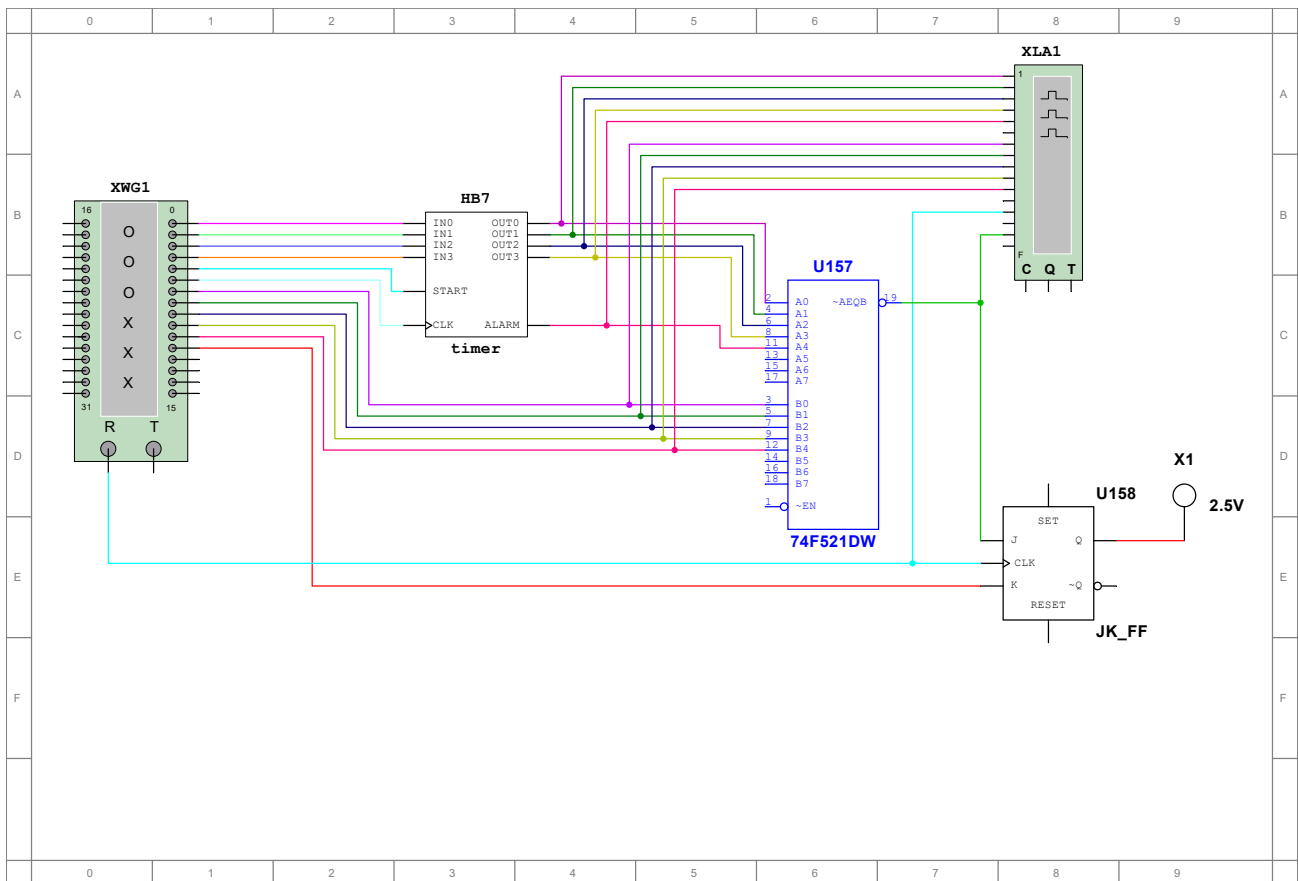 0 1 2 3 4 5 6 7 8 9
A
B
C
D
E
F
A
B
C
D
E
F
XLA1
1
F
C Q T
XWG1
16 0
O
O
O
X
X
X
31 15
R T
HB7
IN0 OUT0
IN1 OUT1
IN2 OUT2
IN3 OUT3
START
CLK ALARM
timer
U157
2 A0 ~AEQB 19
4 A1
6 A2
8 A3
11 A4
13 A5
15 A6
17 A7
3 B0
5 B1
7 B2
9 B3
12 B4
14 B5
16 B6
18 B7
1 ~EN
74F521DW
X1
2.5V
U158
SET
J Q
CLK
K ~Q
RESET
JK_FF
0 1 2 3 4 5 6 7 8 9